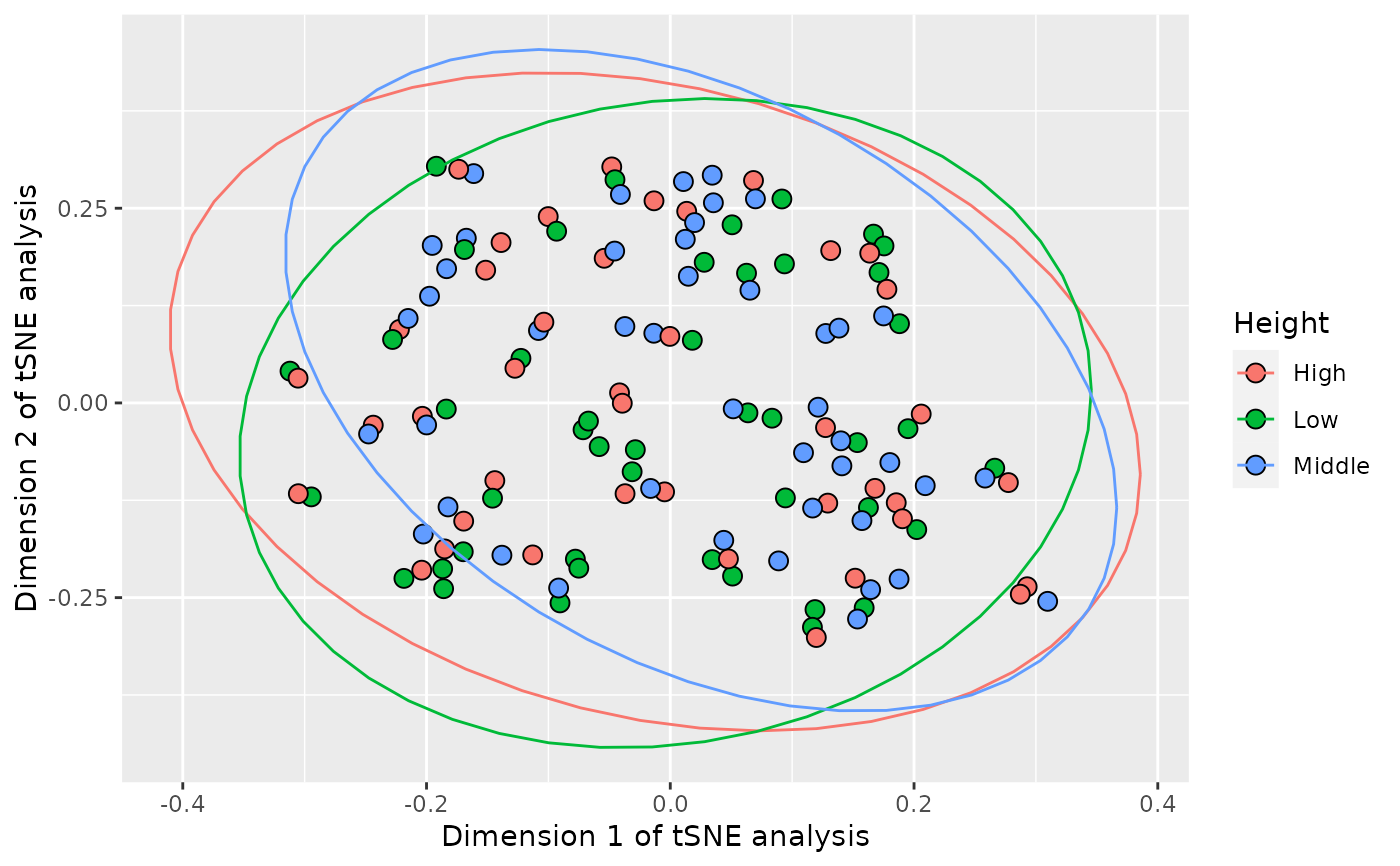 Dimension 2 of tSNE analysis
0.25
0.00
-0.25
-0.4 -0.2 0.0 0.2 0.4
Dimension 1 of tSNE analysis
Height
High
Low
Middle